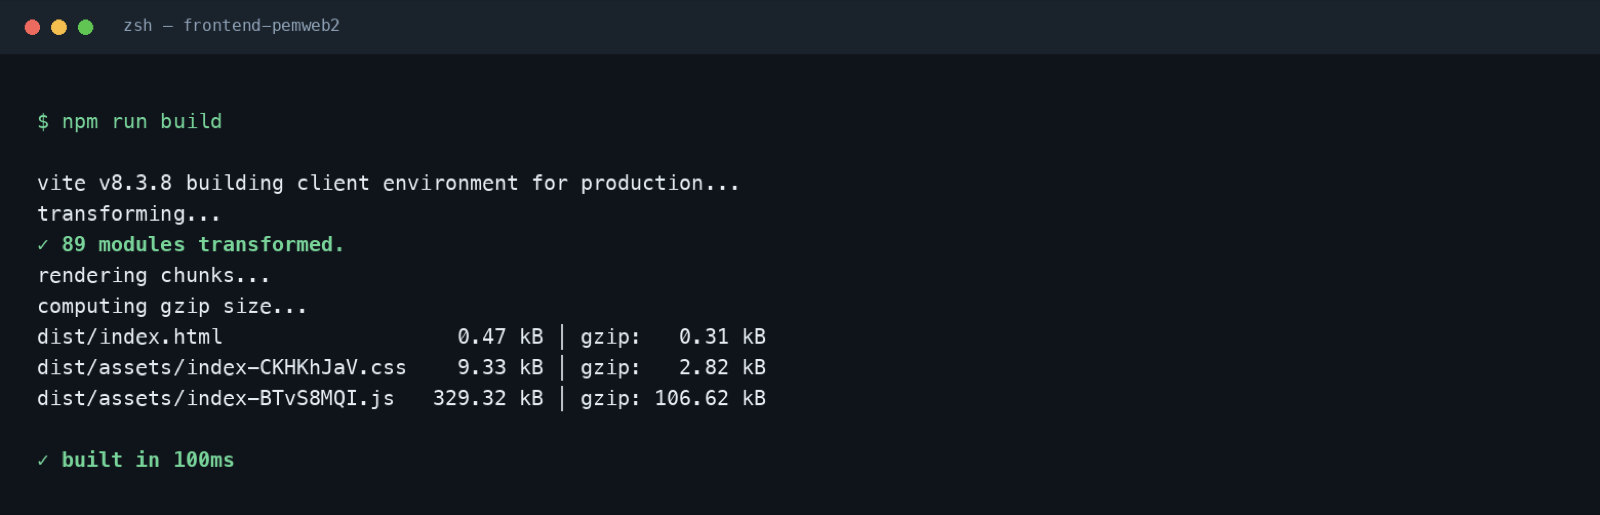 zsh — frontend-pemweb2
$ npm run build
vite v8.3.8 building client environment for production...
transforming...
✓ 89 modules transformed.
rendering chunks...
computing gzip size...
dist/index.html                   0.47 kB │ gzip:   0.31 kB
dist/assets/index-CKHKhJaV.css    9.33 kB │ gzip:   2.82 kB
dist/assets/index-BTvS8MQI.js   329.32 kB │ gzip: 106.62 kB
✓ built in 100ms